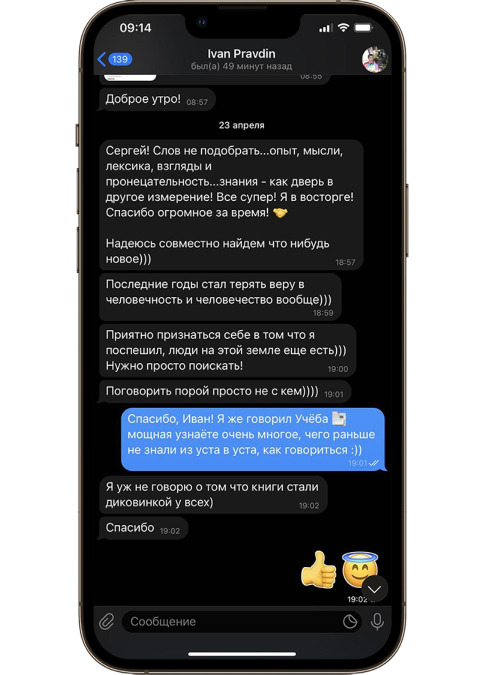 09:14
139
Ivan Pravdin
был(а) 49 минут назад
08:55
Доброе утро! 08:57
23 апреля
Сергей! Слов не подобрать...опыт, мысли,
лексика, взгляды и
проницательность...знания - как дверь в
другое измерение! Все супер! Я в восторге!
Спасибо огромное за время! 🤝
Надеюсь совместно найдем что нибудь
новое))) 18:57
Последние годы стал терять веру в
человечность и человечество вообще)))
18:59
Приятно признаться себе в том что я
поспешил, люди на этой земле еще есть)))
Нужно просто поискать! 19:00
Поговорить порой просто не с кем)))) 19:01
Спасибо, Иван! Я же говорил Учёба
мощная узнаёте очень многое, чего раньше
не знали из уста в уста, как говориться :))
19:01
Я уж не говорю о том что книги стали
диковинкой у всех) 19:02
Спасибо 19:02
👍😇
19:02
Сообщение